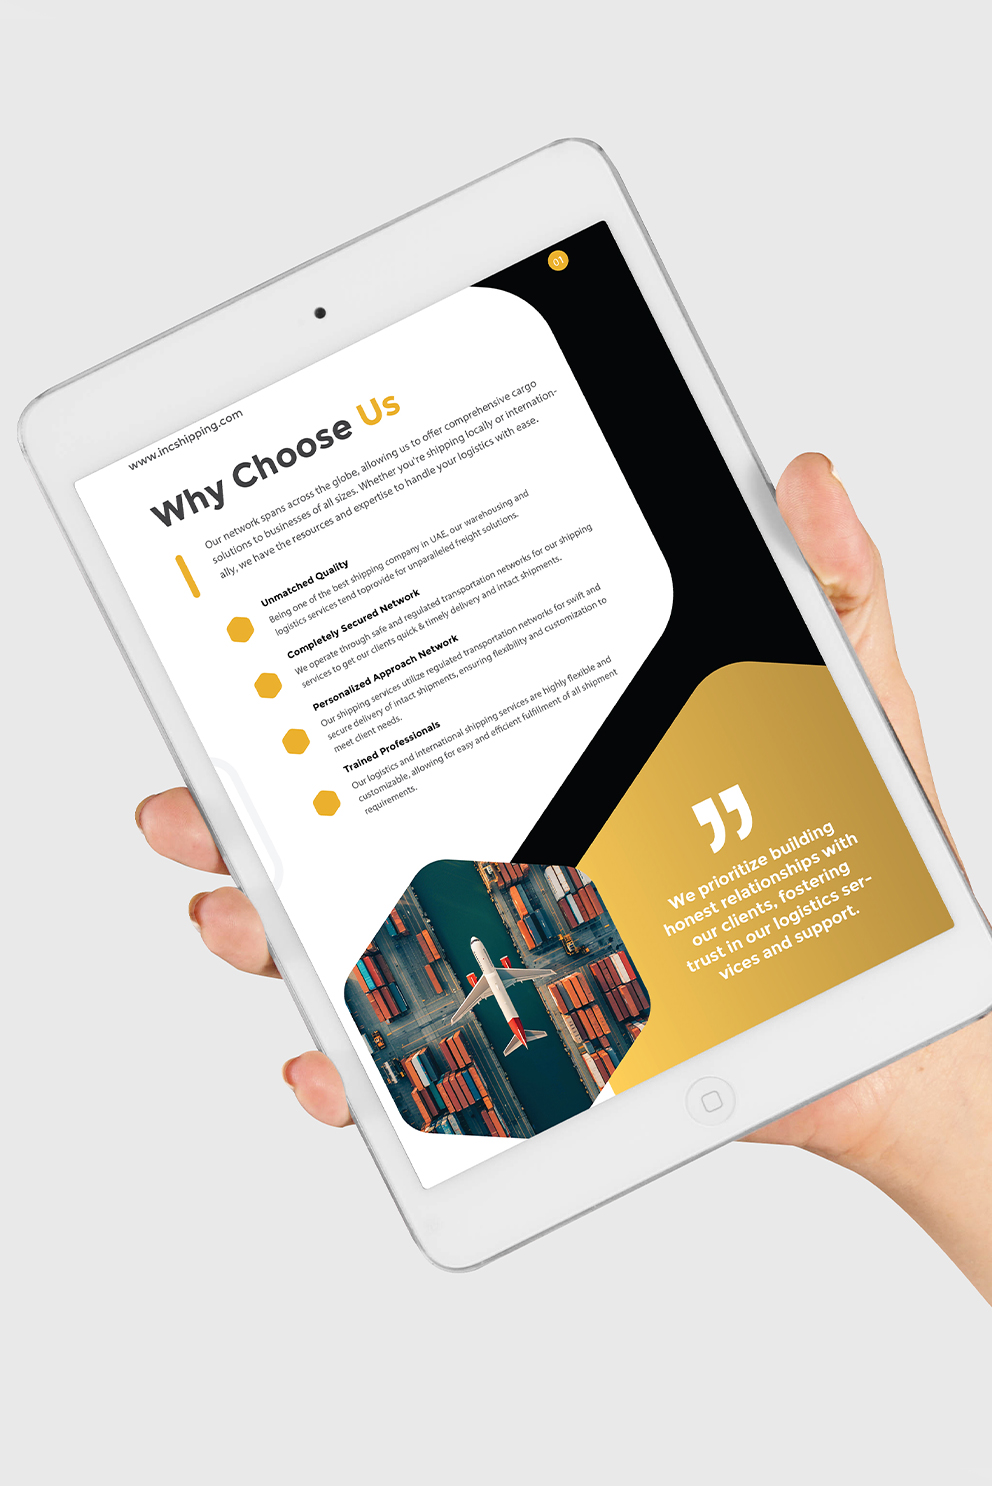 www.incshipping.com
01
Why Choose Us
Our network spans across the globe, allowing us to offer comprehensive cargo
solutions to businesses of all sizes. Whether you're shipping locally or internation-
ally, we have the resources and expertise to handle your logistics with ease.
Unmatched Quality
Being one of the best shipping company in UAE, our warehousing and
logistics services tend toprovide for unparalleled freight solutions.
Completely Secured Network
We operate through safe and regulated transportation networks for our shipping
services to get our clients quick & timely delivery and intact shipments.
Personalized Approach Network
Our shipping services utilize regulated transportation networks for swift and
secure delivery of intact shipments, ensuring flexibility and customization to
meet client needs.
Trained Professionals
Our logistics and international shipping services are highly flexible and
customizable, allowing for easy and efficient fulfillment of all shipment
requirements.
We prioritize building
honest relationships with
our clients, fostering
trust in our logistics ser-
vices and support.